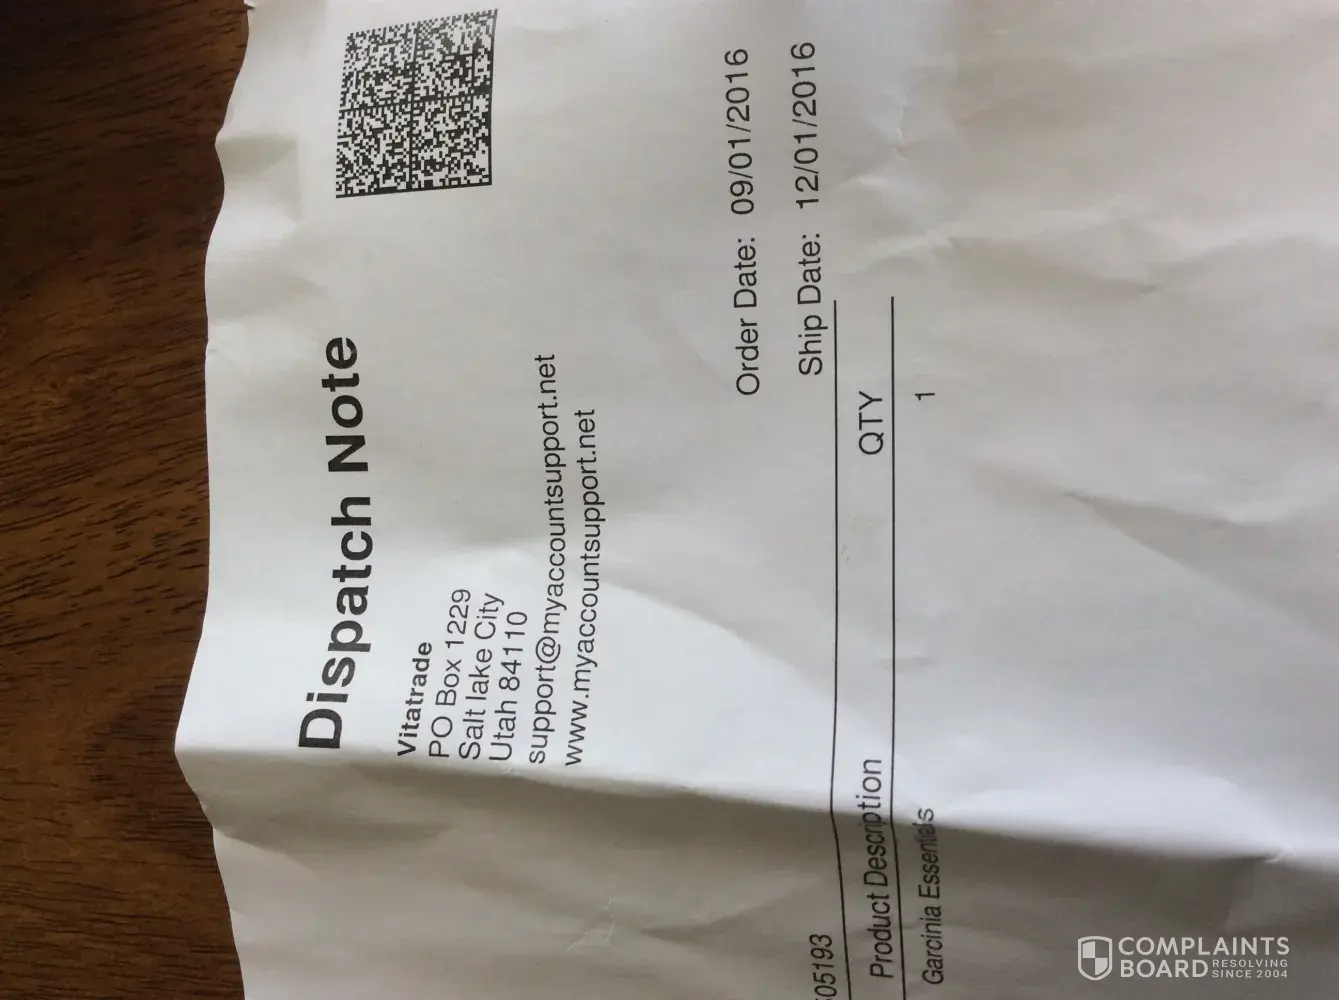 Dispatch Note
Vitatrade
PO Box 1229
Salt lake City
Utah 84110
support@myaccountsupport.net
www.myaccountsupport.net
Order Date: 09/01/2016
05193 Ship Date: 12/01/2016
Product Description QTY
Garcinia Essentials 1
COMPLAINTS
BOARD RESOLVING
SINCE 2004